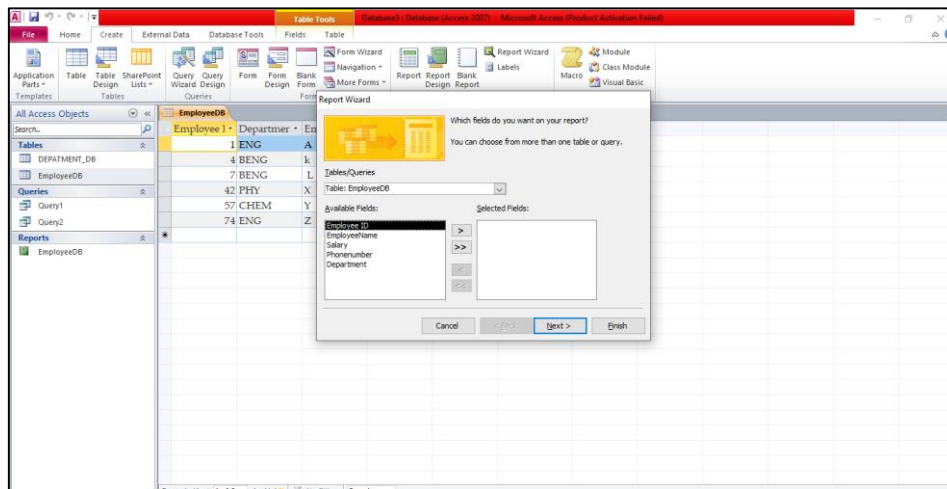 Table Tools Database3 : Database (Access 2007) - Microsoft Access (Product Activation Failed)
File Home Create External Data Database Tools Fields Table
Application Parts Table Table Design SharePoint Lists Query Wizard Query Design Form Form Design Blank Form Form Wizard Navigation More Forms Report Report Design Blank Report Report Wizard Labels Macro Module Class Module Visual Basic
Templates Tables Queries Form
All Access Objects
Search..
Tables
DEPATMENT_DB
EmployeeDB
Queries
Query1
Query2
Reports
EmployeeDB
EmployeeDB
Employee I Departmer En
1 ENG A
4 BENG k
7 BENG L
42 PHY X
57 CHEM Y
74 ENG Z
Report Wizard
Which fields do you want on your report?
You can choose from more than one table or query.
Tables/Queries
Table: EmployeeDB
Available Fields: Selected Fields:
Employee ID
EmployeeName
Salary
Phonenumber
Department
>
>>
<
<<
Cancel < Back Next > Finish